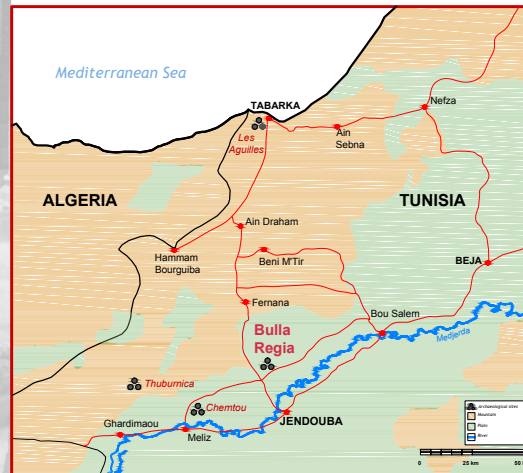 Mediterranean Sea
TABARKA
Nefza
Les
Aguilles
Ain
Sebna
ALGERIA
TUNISIA
Ain Draham
Hammam
Bourguiba
Beni M'Tir
BEJA
Fernana
Bou Salem
Bulla
Regia
Medjerda
Thuburnica
Chemtou
Ghardimaou
Meliz
JENDOUBA
Archaeological sites
Mountain
Plain
River
0 25 km 50